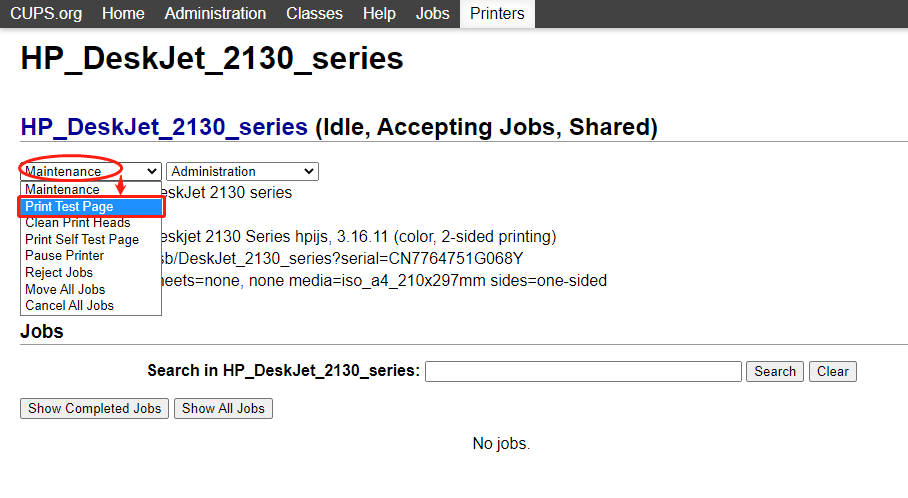 CUPS.org Home Administration Classes Help Jobs Printers
HP_DeskJet_2130_series
HP_DeskJet_2130_series (Idle, Accepting Jobs, Shared)
Maintenance Administration
Maintenance
eskJet 2130 series
Print Test Page
Clean Print Heads
Print Self Test Page
eskjet 2130 Series hpijs, 3.16.11 (color, 2-sided printing)
Pause Printer
sb/DeskJet_2130_series?serial=CN7764751G068Y
Reject Jobs
heets=none, none media=iso_a4_210x297mm sides=one-sided
Move All Jobs
Cancel All Jobs
Jobs
Search in HP_DeskJet_2130_series: Search Clear
Show Completed Jobs Show All Jobs
No jobs.